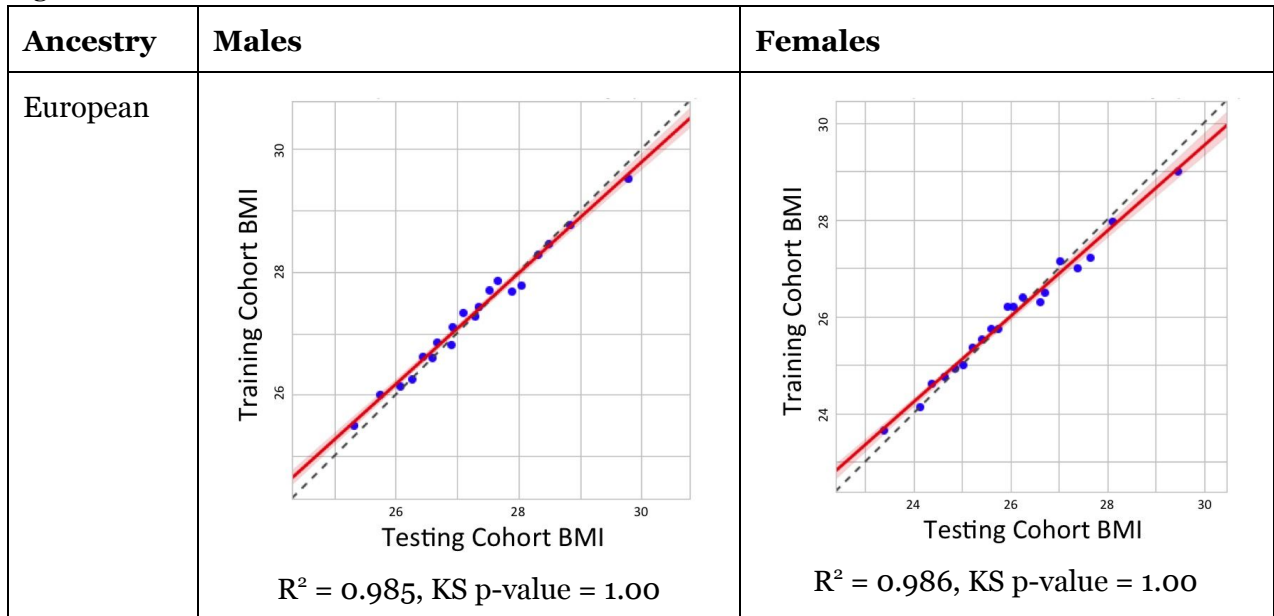 Ancestry
Males
Females
European
30
28
26
Training Cohort BMI
26
28
30
Testing Cohort BMI
R² = 0.985, KS p-value = 1.00
30
28
26
24
Training Cohort BMI
24
26
28
30
Testing Cohort BMI
R² = 0.986, KS p-value = 1.00